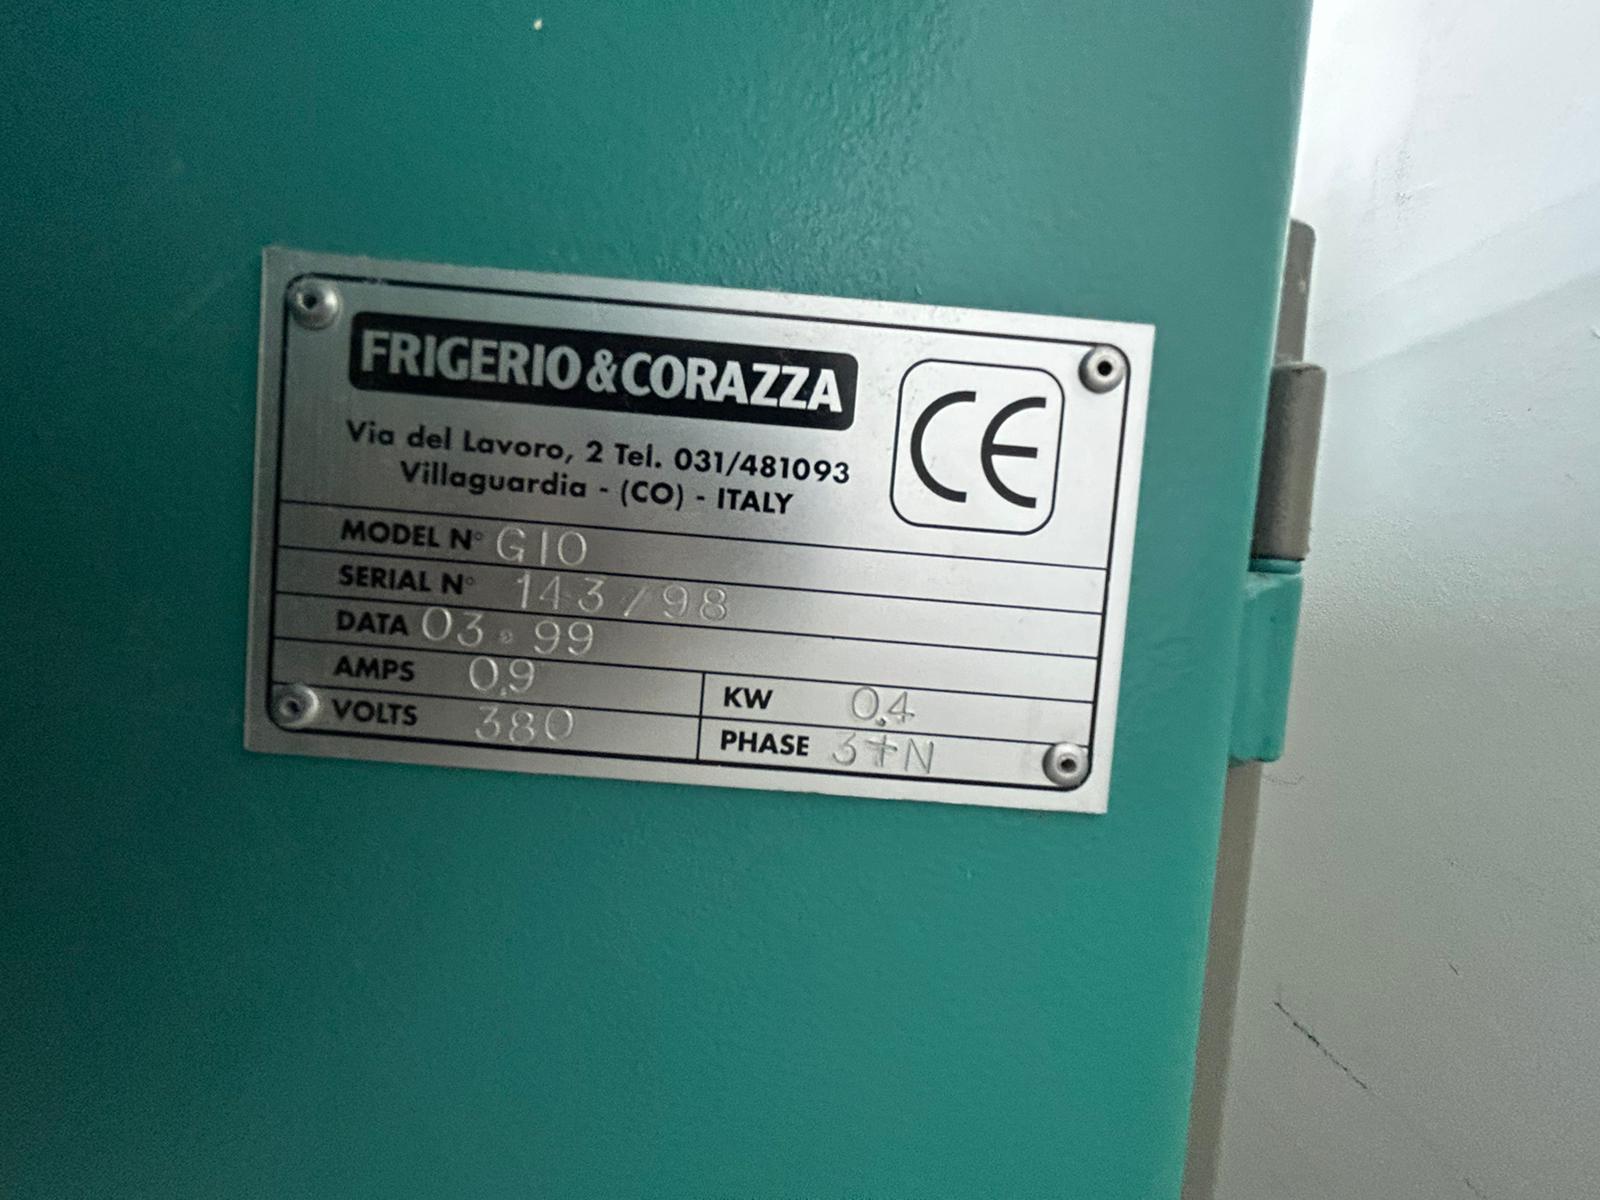 FRIGERIO&CORAZZA
Via del Lavoro, 2 Tel. 031/481093
Villaguardia - (CO) - ITALY
CE
MODEL N° G10
SERIAL N° 143/98
DATA 03.99
AMPS 0,9
KW 0,4
VOLTS 380
PHASE 3+N